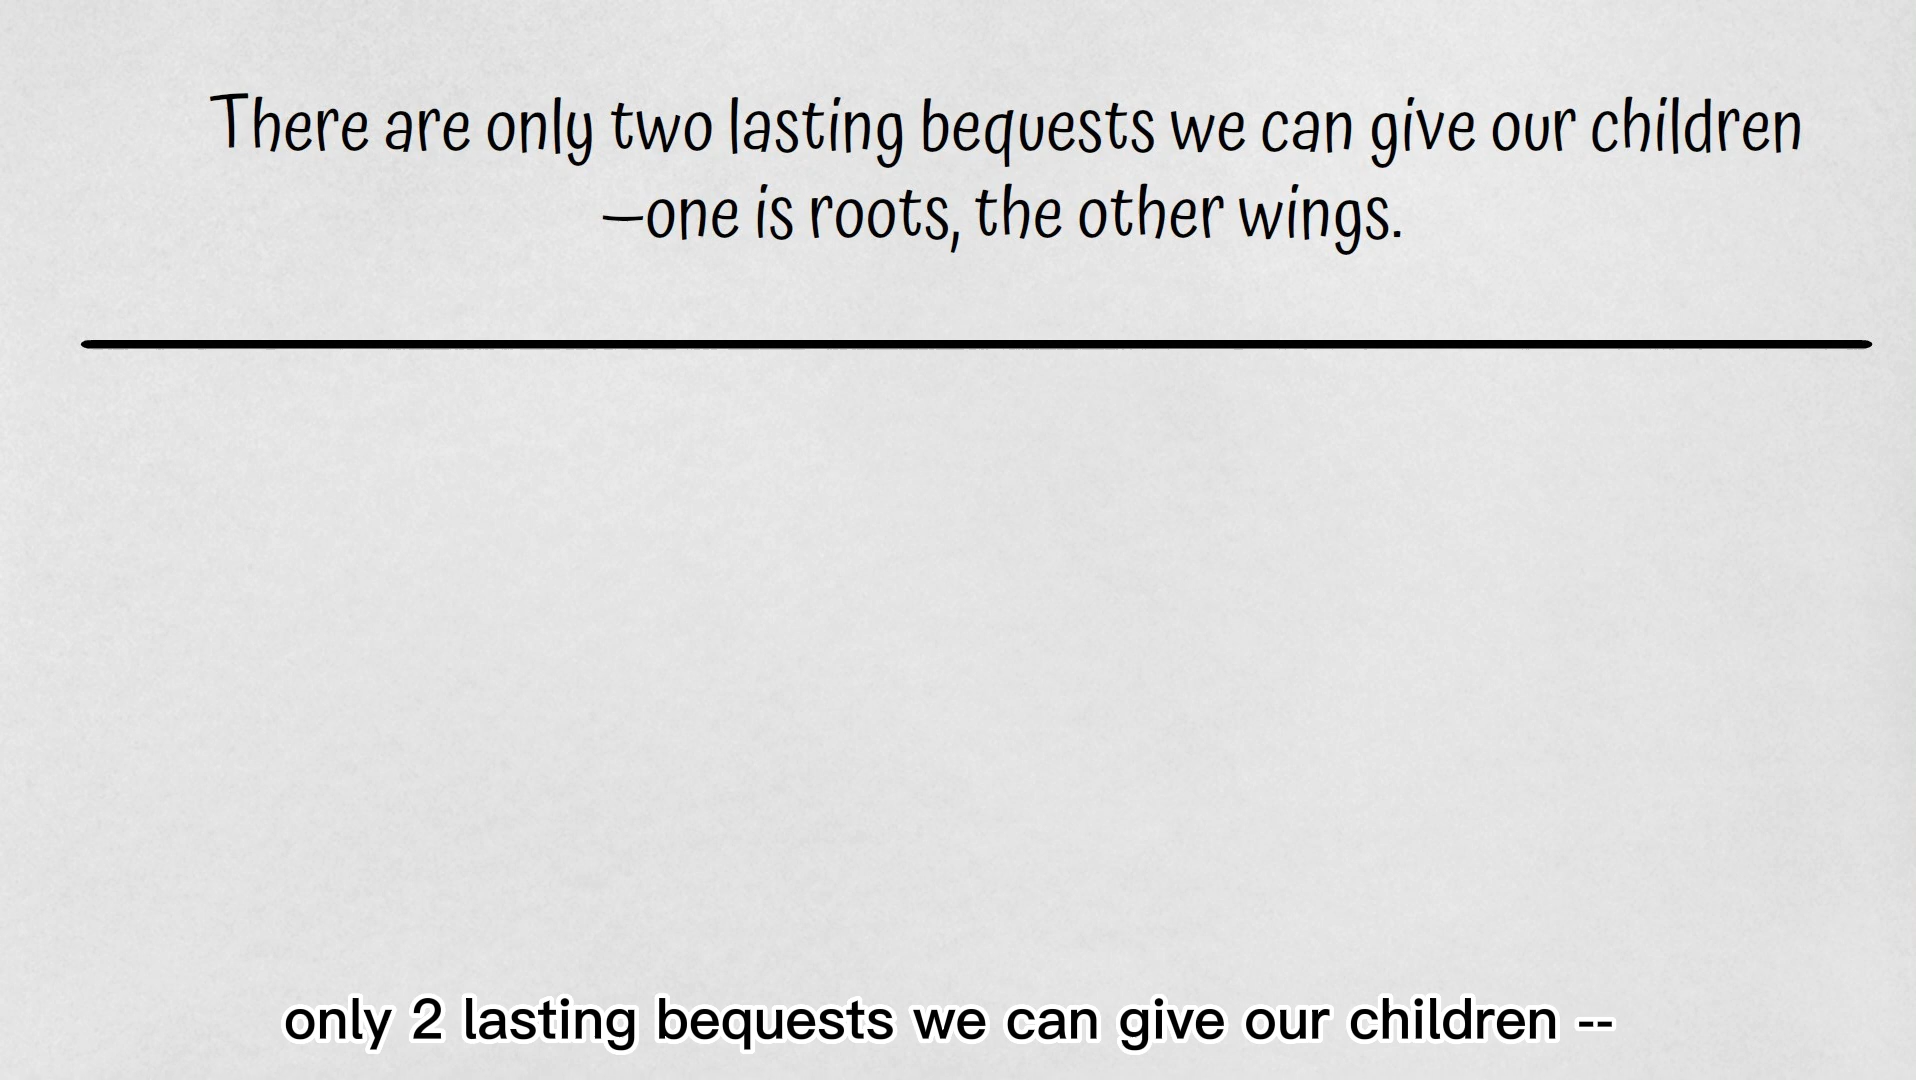 There are only two lasting bequests we can give our children
—one is roots, the other wings.
only 2 lasting bequests we can give our children --